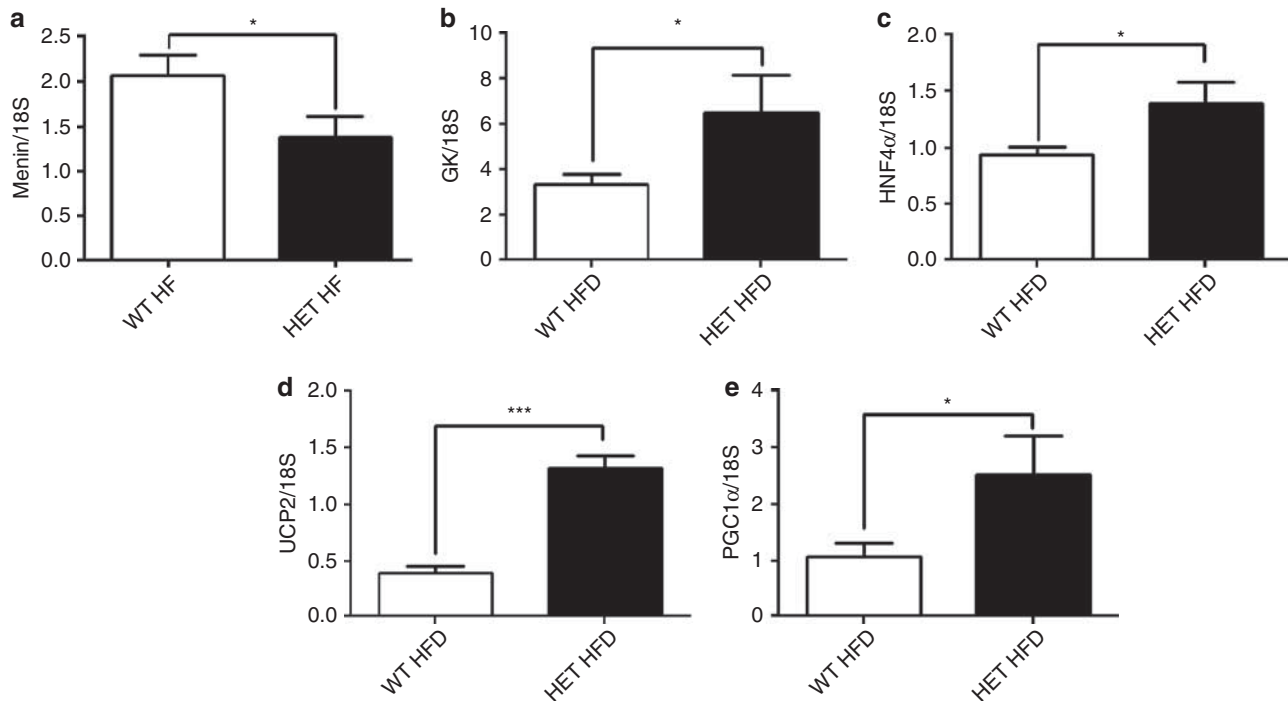 a
*
Menin/18S
2.5
2.0
1.5
1.0
0.5
0.0
WT HF
HET HF
b
*
GK/18S
10
8
6
4
2
0
WT HFD
HET HFD
c
*
HNF4α/18S
2.0
1.5
1.0
0.5
0.0
WT HFD
HET HFD
d
***
UCP2/18S
2.0
1.5
1.0
0.5
0.0
WT HFD
HET HFD
e
*
PGC1α/18S
4
3
2
1
0
WT HFD
HET HFD